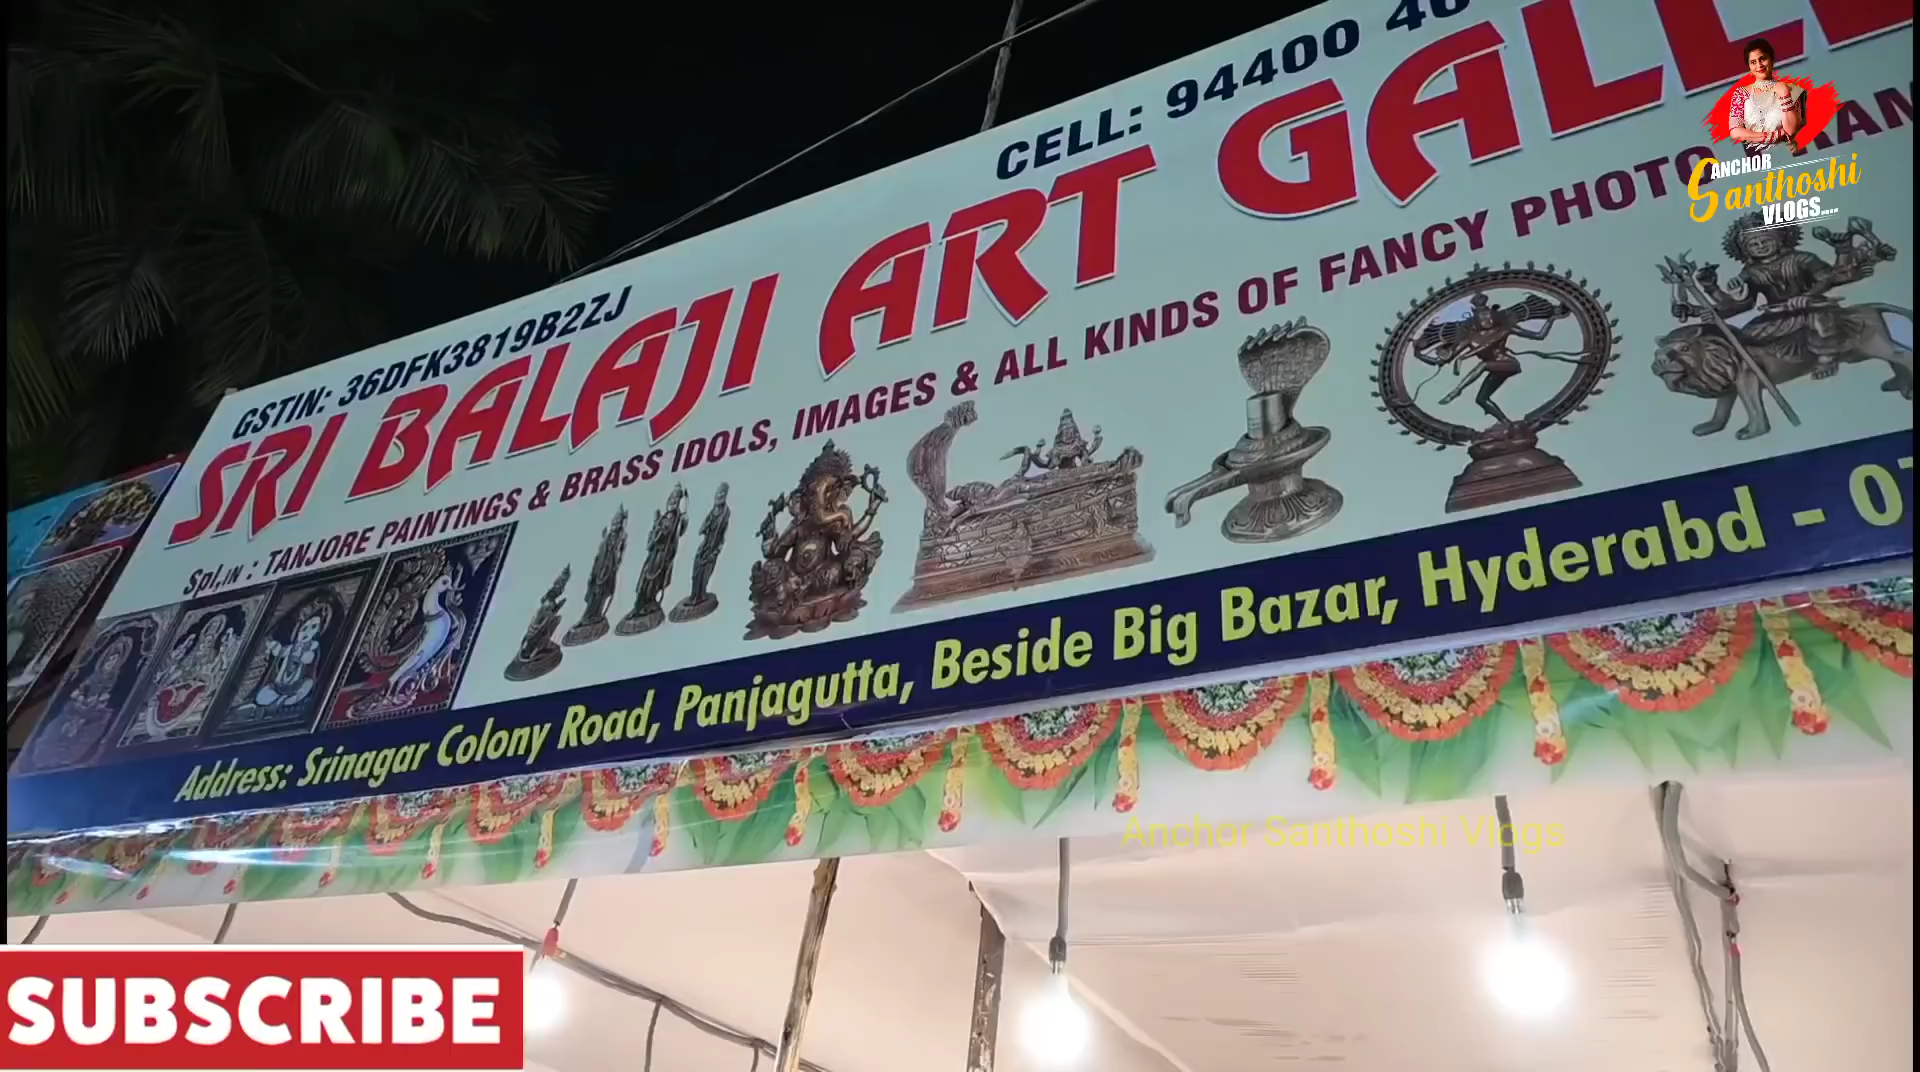 CELL: 94400
GSTIN: 36DFK3819B2ZJ
SRI BALAJI ART
Spl,IN : TANJORE PAINTINGS & BRASS IDOLS, IMAGES & ALL KINDS OF FANCY PHOTO
Address: Srinagar Colony Road, Panjagutta, Beside Big Bazar, Hyderabd - 0
ANCHOR
Santhoshi
VLOGS....
Anchor Santhoshi Vlogs
SUBSCRIBE